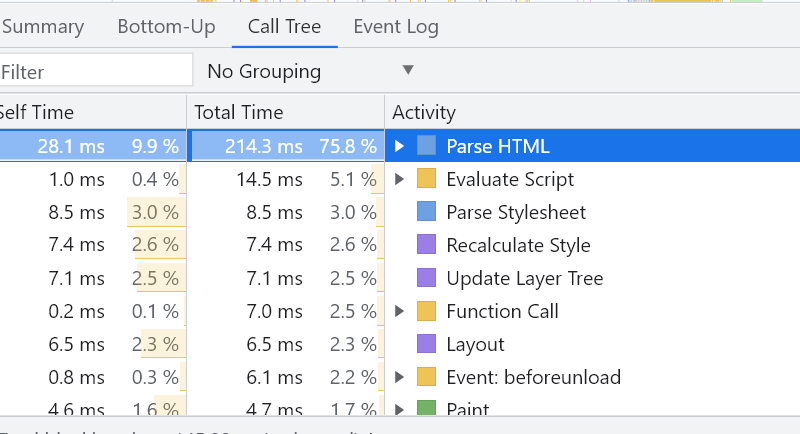 Summary Bottom-Up Call Tree Event Log
Filter No Grouping
Self Time Total Time Activity
28.1 ms 9.9 % 214.3 ms 75.8 % Parse HTML
1.0 ms 0.4 % 14.5 ms 5.1 % Evaluate Script
8.5 ms 3.0 % 8.5 ms 3.0 % Parse Stylesheet
7.4 ms 2.6 % 7.4 ms 2.6 % Recalculate Style
7.1 ms 2.5 % 7.1 ms 2.5 % Update Layer Tree
0.2 ms 0.1 % 7.0 ms 2.5 % Function Call
6.5 ms 2.3 % 6.5 ms 2.3 % Layout
0.8 ms 0.3 % 6.1 ms 2.2 % Event: beforeunload
4.6 ms 1.6 % 4.7 ms 1.7 % Paint